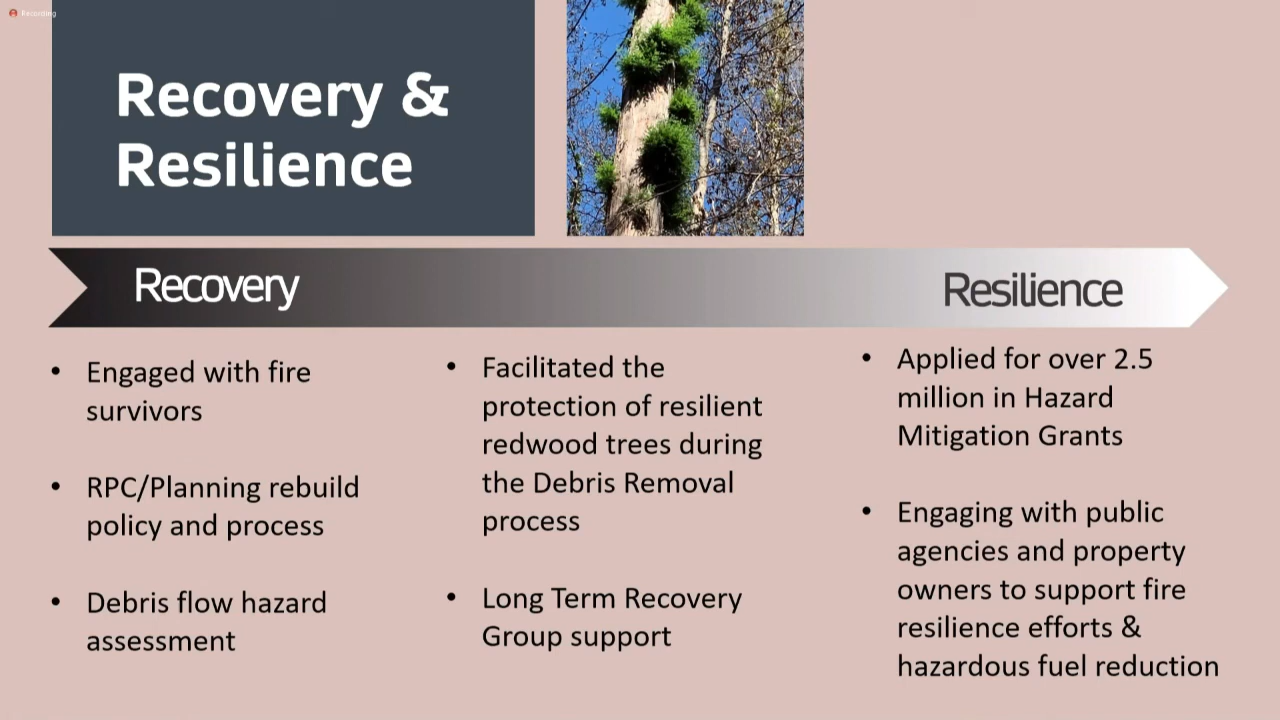 Recording
Recovery &
Resilience
Recovery
Resilience
• Engaged with fire
survivors
• RPC/Planning rebuild
policy and process
• Debris flow hazard
assessment
• Facilitated the
protection of resilient
redwood trees during
the Debris Removal
process
• Long Term Recovery
Group support
• Applied for over 2.5
million in Hazard
Mitigation Grants
• Engaging with public
agencies and property
owners to support fire
resilience efforts &
hazardous fuel reduction